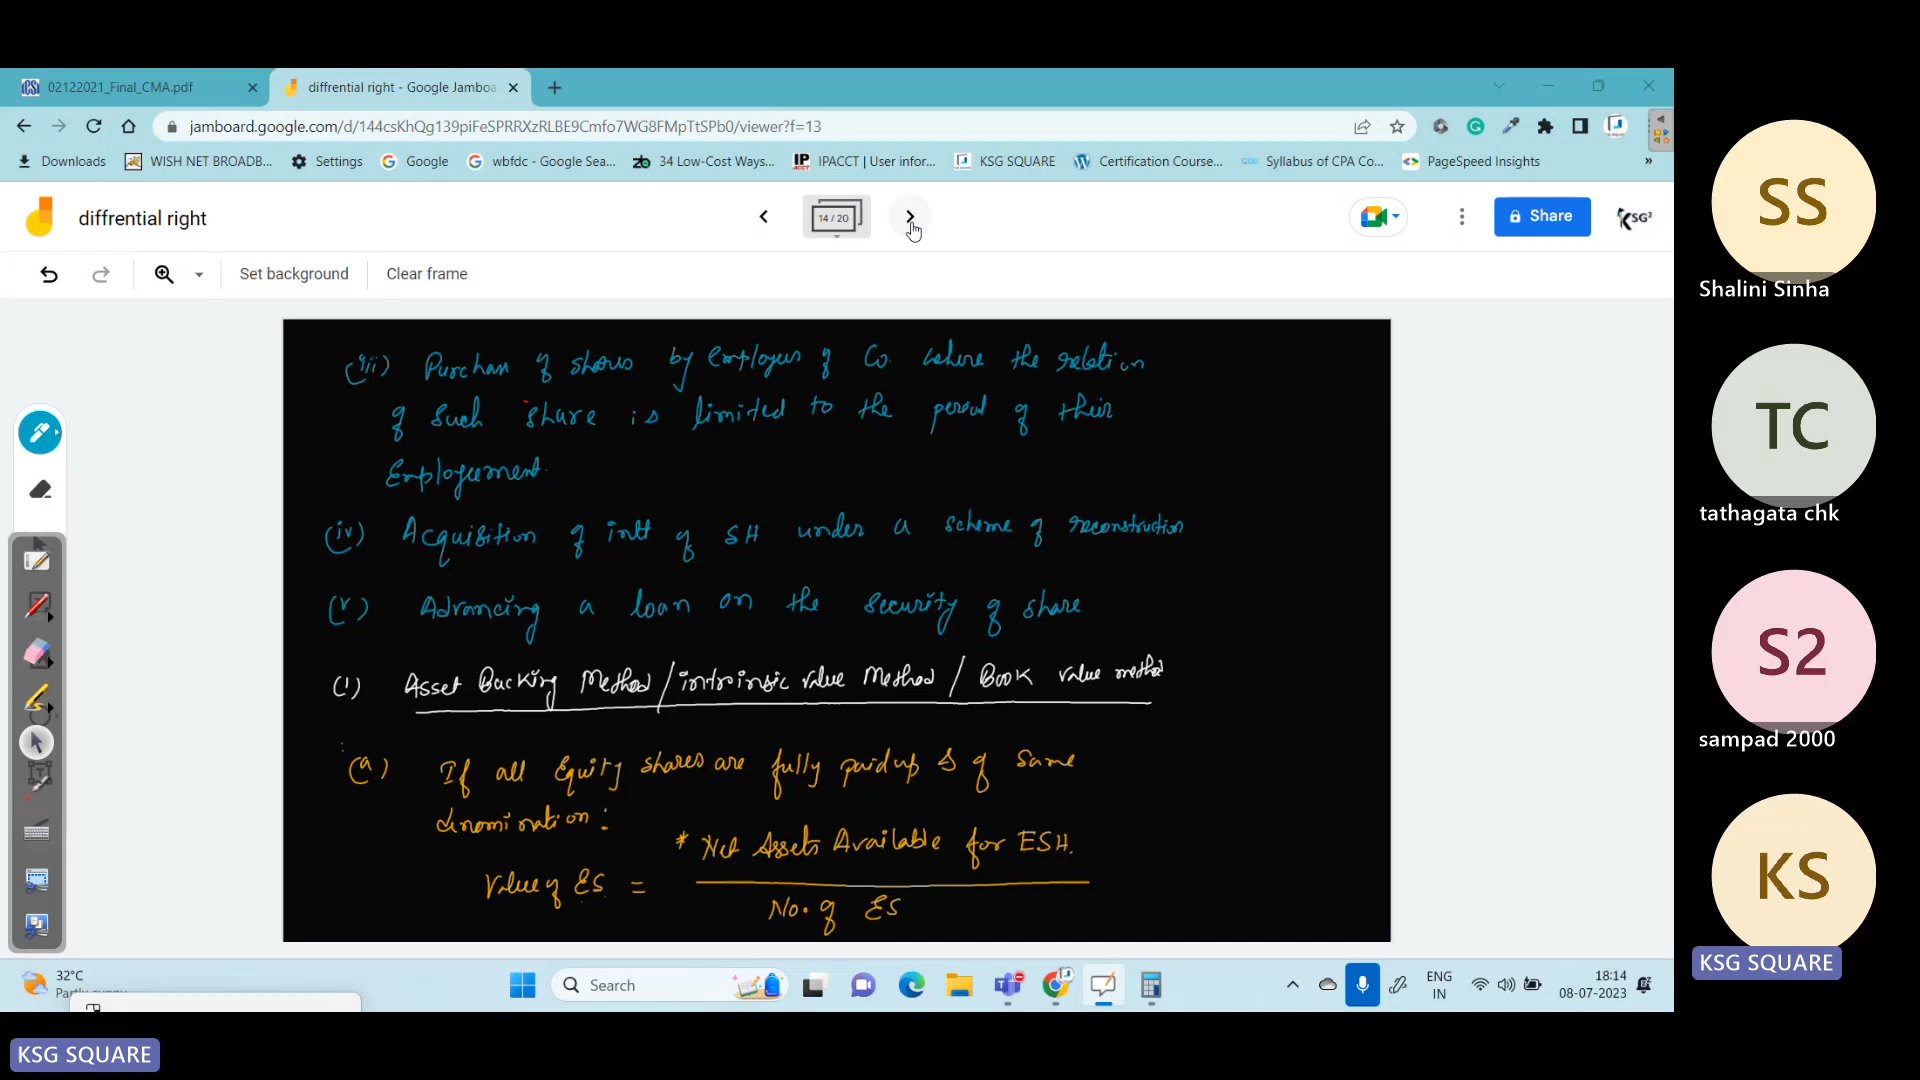 02122021_Final_CMA.pdf
diffrential right - Google Jamboa
jamboard.google.com/d/144csKhQg139piFeSPRRXzRLBE9Cmfo7WG8FMpTtSPb0/viewer?f=13
Downloads WISH NET BROADB... Settings Google wbfdc - Google Sea... 34 Low-Cost Ways... IPACCT | User infor... KSG SQUARE Certification Course... Syllabus of CPA Co... PageSpeed Insights
diffrential right
14 / 20
Share
KSG²
Set background Clear frame
(iii) Purchan of shares by employees of Co. where the relation
of such share is limited to the period of their
Employeement.
(iv) Acquisition of intt of SH under a scheme of reconstruction
(v) Advancing a loan on the security of share
(1) Asset Backing Method / intrinsic value Method / Book value method
(a) If all Equity shares are fully paidup & of same
denomination:
* Net Assets Available for ESH.
Value of ES =
No. of ES
SS
Shalini Sinha
TC
tathagata chk
S2
sampad 2000
KS
KSG SQUARE
32°C
Partly sunny
Search
ENG
IN
18:14
08-07-2023
KSG SQUARE